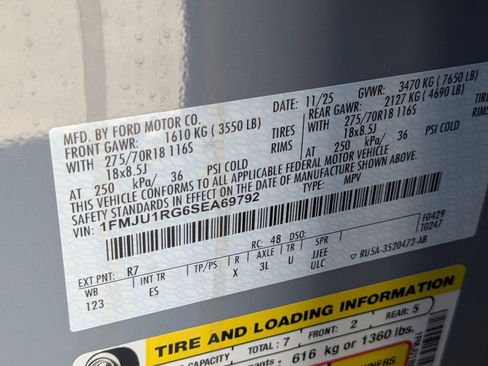 MFD. BY FORD MOTOR CO.
DATE: 11/25 GVWR: 3470 KG (7650 LB)
FRONT GAWR: 1610 KG (3550 LB) REAR GAWR: 2127 KG (4690 LB)
WITH 275/70R18 116S TIRES WITH 275/70R18 116S TIRES
18x8.5J RIMS 18x8.5J RIMS
AT 250 kPa/ 36 PSI COLD AT 250 kPa/ 36 PSI COLD
THIS VEHICLE CONFORMS TO ALL APPLICABLE FEDERAL MOTOR VEHICLE
SAFETY STANDARDS IN EFFECT ON THE DATE OF MANUFACTURE SHOWN ABOVE.
VIN: 1FMJU1RG6SEA69792 TYPE: MPV
F0429
T0247
EXT PNT: R7 RC: 48 DSO:
WB INT TR TP/PS R AXLE TR SPR
123 ES X 3L U JJEE
ULC
▽ RU5A-3520472-AB
TIRE AND LOADING INFORMATION
CAPACITY TOTAL: 7 FRONT: 2 REAR: 5
616 kg or 1360 lbs.